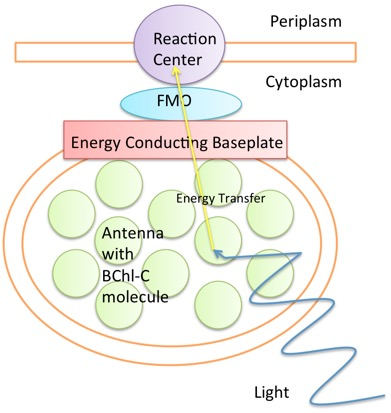 Periplasm
Reaction
Center
Cytoplasm
FMO
Energy Conducting Baseplate
Energy Transfer
Antenna
with
BChl-C
molecule
Light